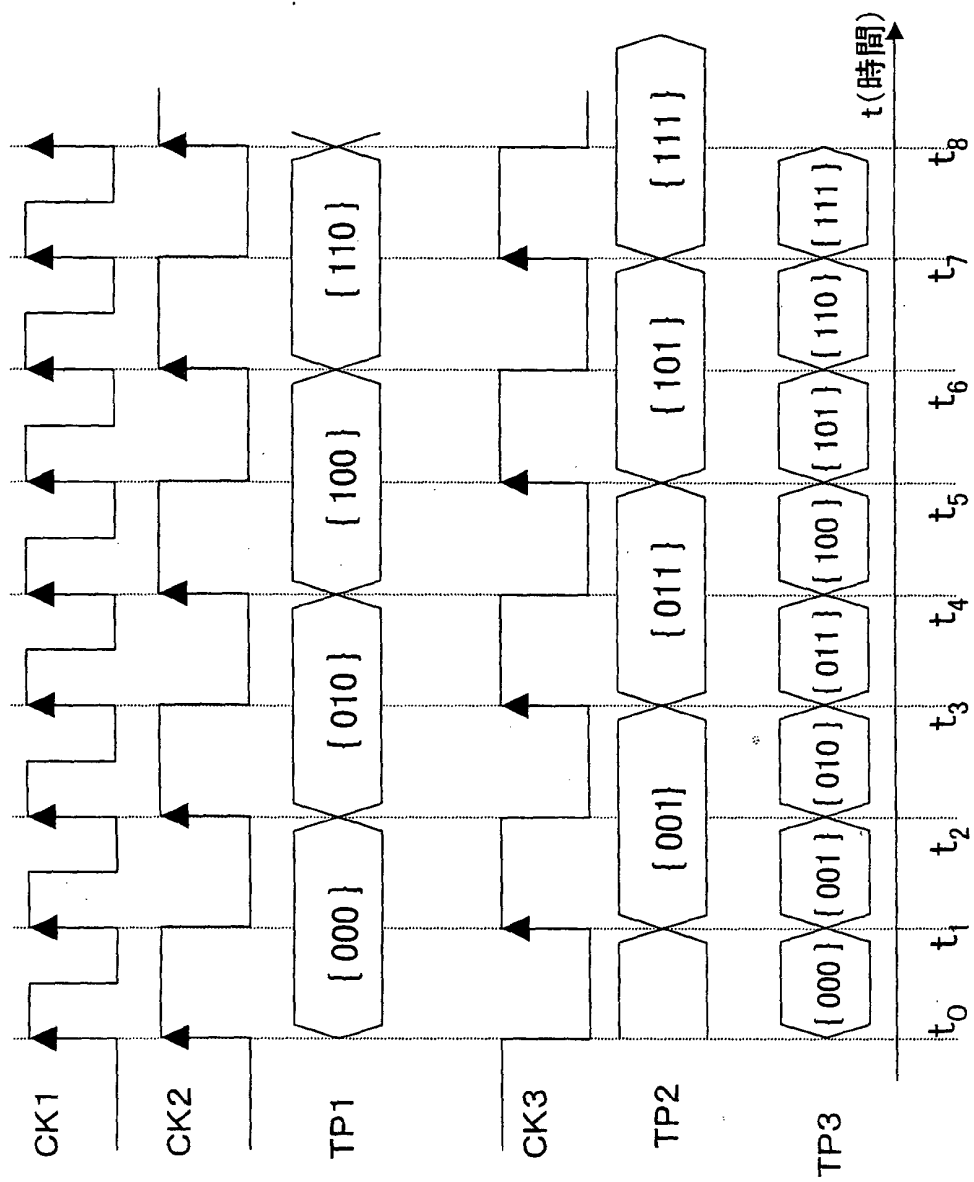 CK1
CK2
TP1 {000} {010} {100} {110}
CK3
TP2 {001} {011} {101} {111}
TP3 {000} {001} {010} {011} {100} {101} {110} {111}
t0 t1 t2 t3 t4 t5 t6 t7 t8
t(時間)